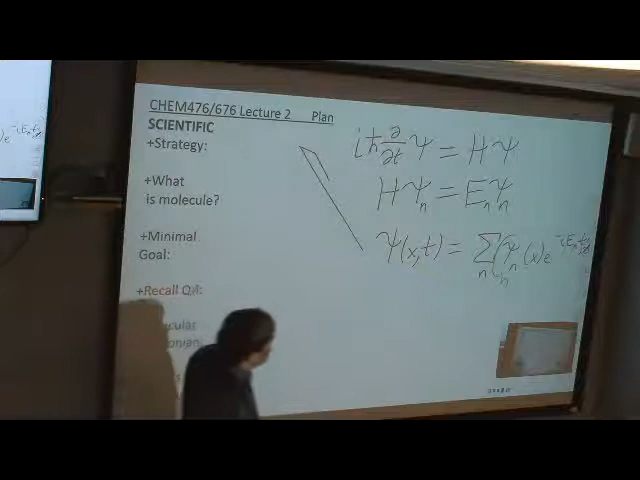 CHEM476/676 Lecture 2 Plan
SCIENTIFIC
+Strategy:
+What
is molecule?
+Minimal
Goal:
+Recall QM:
iħ ∂/∂t Ψ = HΨ
HΨₙ = EₙΨₙ
Ψ(x,t) = Σₙ Cₙ Ψₙ(x) e^(-iEₙt/ħ)